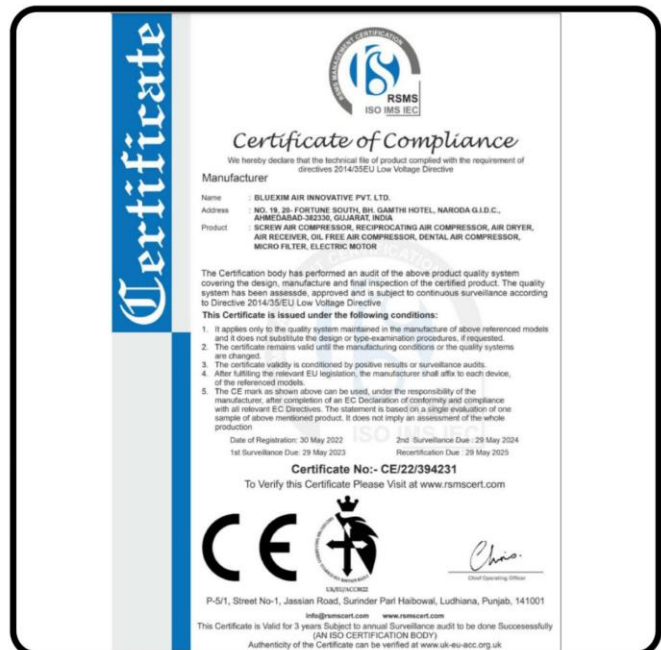 Certificate
RSMS MANAGEMENT CERTIFICATION
RSMS
ISO IMS IEC
Certificate of Compliance
We hereby declare that the technical file of product complied with the requirement of
directives 2014/35EU Low Voltage Directive
Manufacturer
Name : BLUEXIM AIR INNOVATIVE PVT. LTD.
Address : NO. 19, 20- FORTUNE SOUTH, BH. GAMTHI HOTEL, NARODA G.I.D.C.,
AHMEDABAD-382330, GUJARAT, INDIA
Product : SCREW AIR COMPRESSOR, RECIPROCATING AIR COMPRESSOR, AIR DRYER,
AIR RECEIVER, OIL FREE AIR COMPRESSOR, DENTAL AIR COMPRESSOR,
MICRO FILTER, ELECTRIC MOTOR
The Certification body has performed an audit of the above product quality system
covering the design, manufacture and final inspection of the certified product. The quality
system has been assessde, approved and is subject to continuous surveillance according
to Directive 2014/35/EU Low Voltage Directive
This Certificate is issued under the following conditions:
1. It applies only to the quality system maintained in the manufacture of above referenced models
and it does not substitute the design or type-examination procedures, if requested.
2. The certificate remains valid until the manufacturing conditions or the quality systems
are changed.
3. The certificate validity is conditioned by positive results or surveillance audits.
4. After fulfilling the relevant EU legislation, the manufacturer shall affix to each device,
of the referenced models.
5. The CE mark as shown above can be used, under the responsibility of the
manufacturer, after completion of an EC Declaration of conformity and compliance
with all relevant EC Directives. The statement is based on a single evaluation of one
sample of above mentioned product. It does not imply an assessment of the whole
production
ISO IMS IEC
Date of Registration: 30 May 2022 2nd Surveillance Due : 29 May 2024
1st Surveillance Due: 29 May 2023 Recertification Due : 29 May 2025
Certificate No:- CE/22/394231
To Verify this Certificate Please Visit at www.rsmscert.com
CE
UK/EU/ACC0022
Chris.
Chief Operating Officer
P-5/1, Street No-1, Jassian Road, Surinder Parl Haibowal, Ludhiana, Punjab, 141001
info@rsmscert.com www.rsmscert.com
This Certificate is Valid for 3 years Subject to annual Surveillance audit to be done Succesessfully
(AN ISO CERTIFICATION BODY)
Authenticity of the Certificate can be verified at www.uk-eu-acc.org.uk